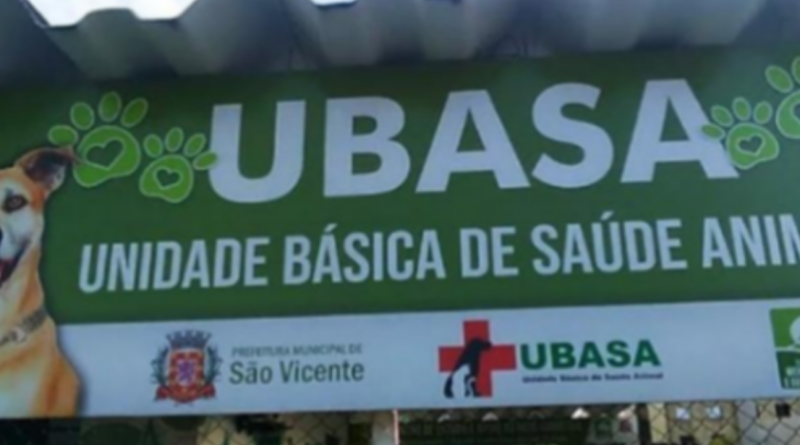 UBASA
UNIDADE BÁSICA DE SAÚDE ANIM
PREFEITURA MUNICIPAL DE
São Vicente
UBASA
Unidade Básica de Saúde Animal